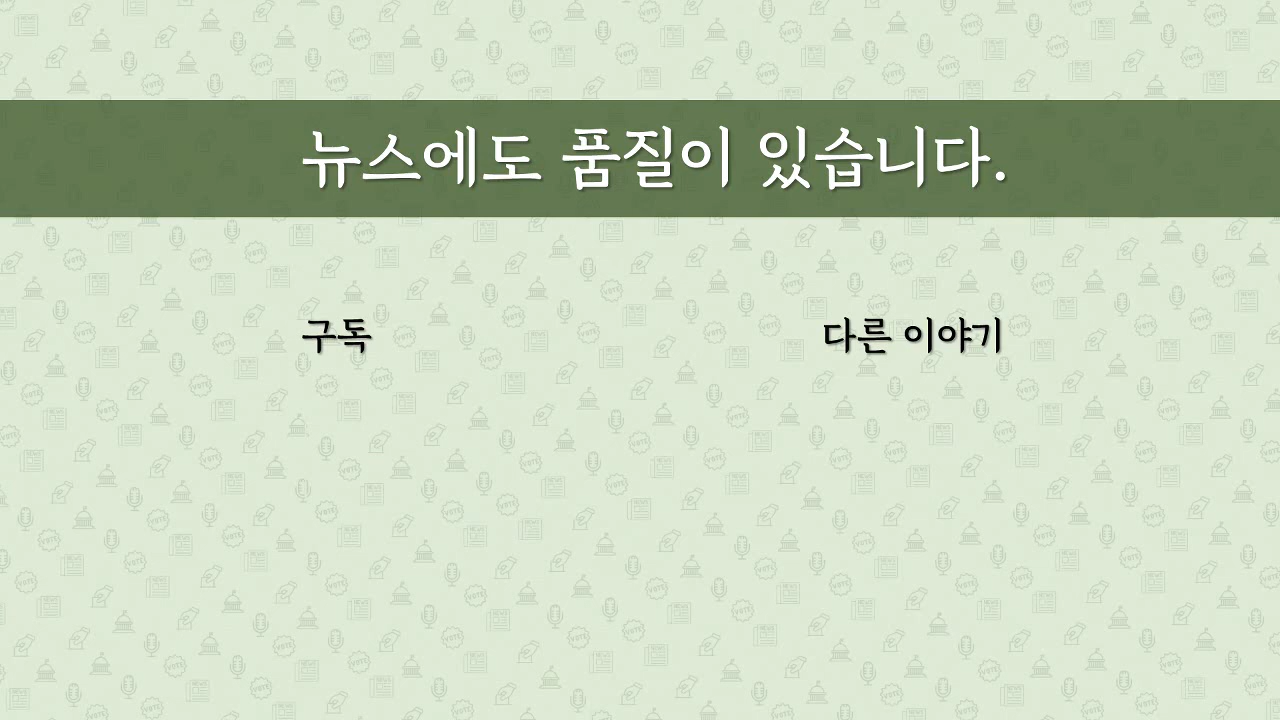 뉴스에도 품질이 있습니다.
구독
다른 이야기